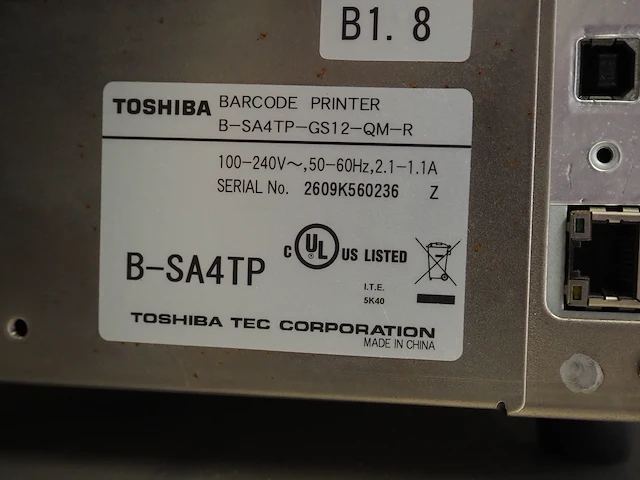 B1. 8
TOSHIBA BARCODE PRINTER
B-SA4TP-GS12-QM-R
100-240V～,50-60Hz,2.1-1.1A
SERIAL No. 2609K560236 Z
B-SA4TP
C UL US LISTED
I.T.E.
5K40
TOSHIBA TEC CORPORATION
MADE IN CHINA